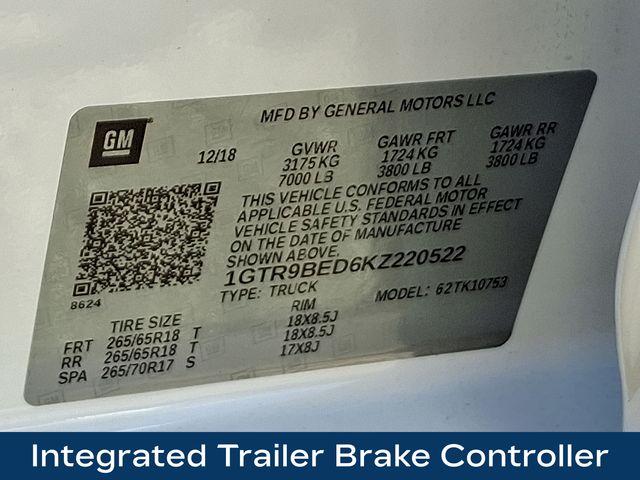 MFD BY GENERAL MOTORS LLC
GM
12/18
GVWR GAWR FRT GAWR RR
3175 KG 1724 KG 1724 KG
7000 LB 3800 LB 3800 LB
THIS VEHICLE CONFORMS TO ALL
APPLICABLE U.S. FEDERAL MOTOR
VEHICLE SAFETY STANDARDS IN EFFECT
ON THE DATE OF MANUFACTURE
SHOWN ABOVE.
1GTR9BED6KZ220522
8624
TYPE: TRUCK MODEL: 62TK10753
TIRE SIZE RIM
FRT 265/65R18 T 18X8.5J
RR 265/65R18 T 18X8.5J
SPA 265/70R17 S 17X8J
Integrated Trailer Brake Controller